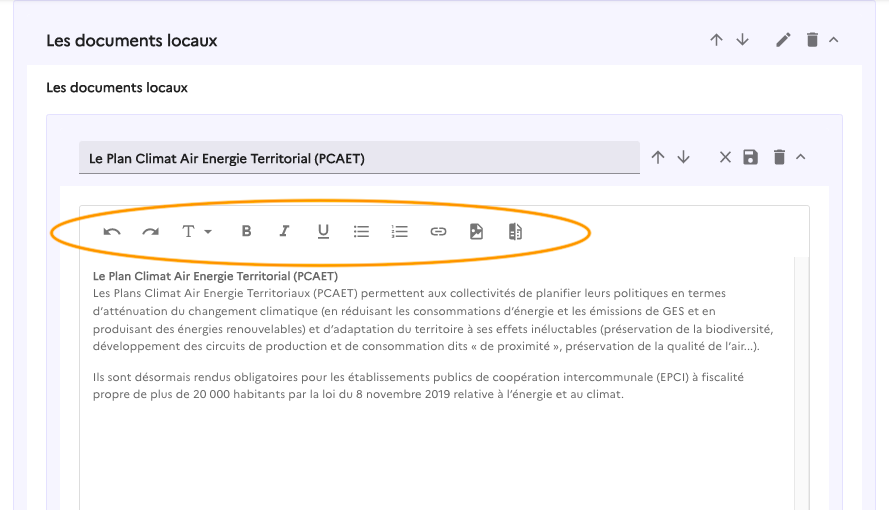 Les documents locaux
Les documents locaux
Le Plan Climat Air Energie Territorial (PCAET)
T B I U
Le Plan Climat Air Energie Territorial (PCAET)
Les Plans Climat Air Energie Territoriaux (PCAET) permettent aux collectivités de planifier leurs politiques en termes
d’atténuation du changement climatique (en réduisant les consommations d’énergie et les émissions de GES et en
produisant des énergies renouvelables) et d’adaptation du territoire à ses effets inéluctables (préservation de la biodiversité,
développement des circuits de production et de consommation dits « de proximité », préservation de la qualité de l’air...).
Ils sont désormais rendus obligatoires pour les établissements publics de coopération intercommunale (EPCI) à fiscalité
propre de plus de 20 000 habitants par la loi du 8 novembre 2019 relative à l’énergie et au climat.